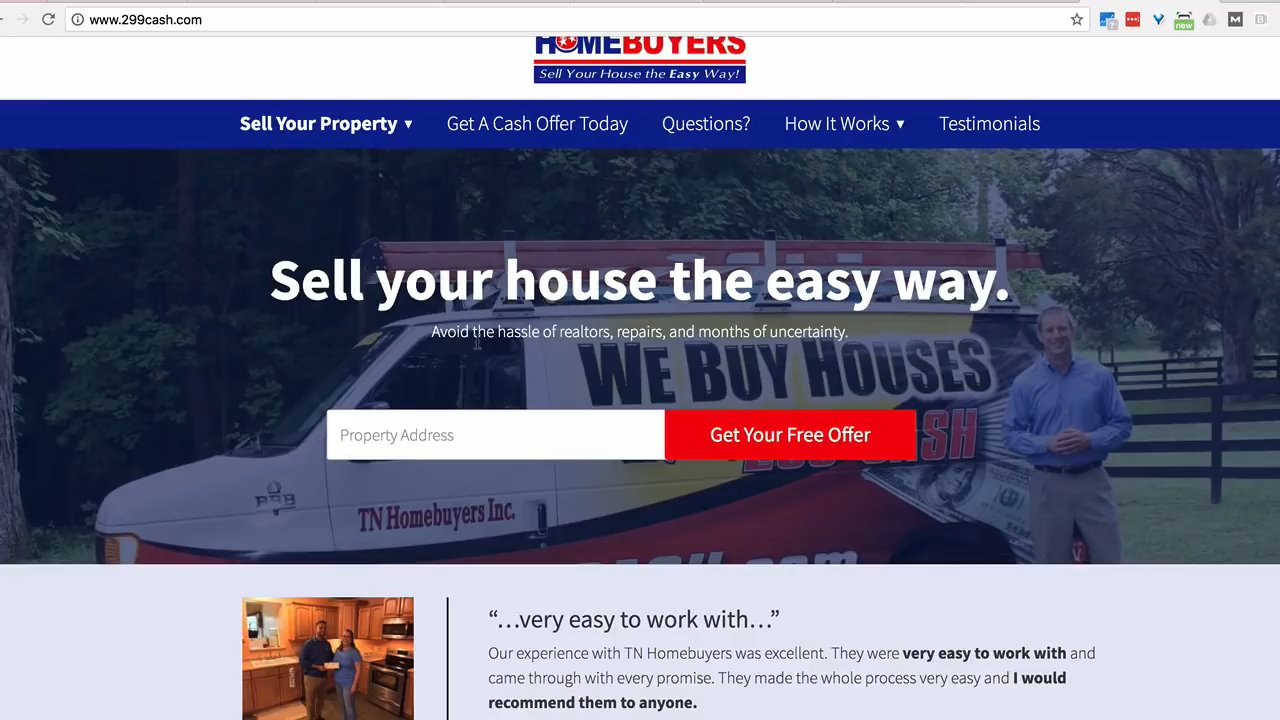 www.299cash.com
new
HOMEBUYERS
Sell Your House the Easy Way!
Sell Your Property ▾ Get A Cash Offer Today Questions? How It Works ▾ Testimonials
Sell your house the easy way.
Avoid the hassle of realtors, repairs, and months of uncertainty.
WE BUY HOUSES
CASH
Property Address Get Your Free Offer
TN Homebuyers Inc.
“…very easy to work with…”
Our experience with TN Homebuyers was excellent. They were very easy to work with and
came through with every promise. They made the whole process very easy and I would
recommend them to anyone.